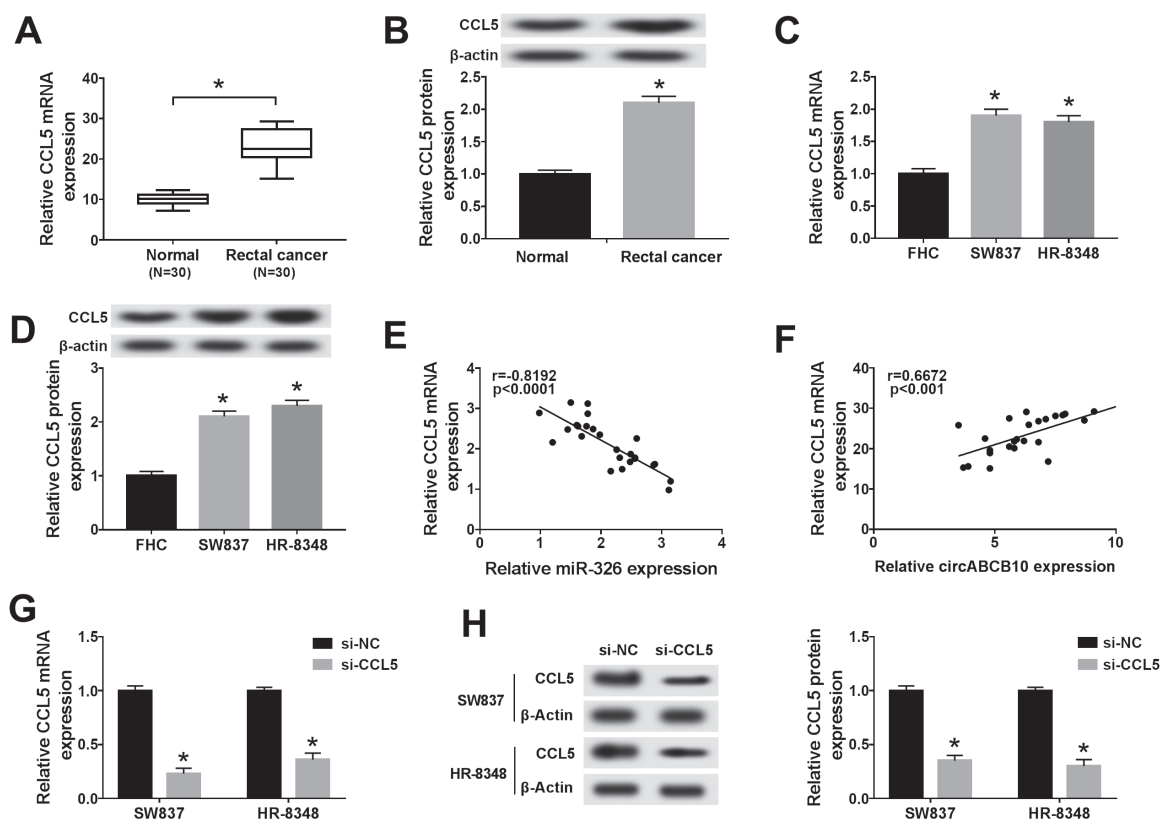 A
Relative CCL5 mRNA
expression
40
30
20
10
0
*
Normal
(N=30)
Rectal cancer
(N=30)
B
CCL5
β-actin
Relative CCL5 protein
expression
2.5
2.0
1.5
1.0
0.5
0.0
*
Normal
Rectal cancer
C
Relative CCL5 mRNA
expression
2.5
2.0
1.5
1.0
0.5
0.0
*
*
FHC
SW837
HR-8348
D
CCL5
β-actin
Relative CCL5 protein
expression
3
2
1
0
*
*
FHC
SW837
HR-8348
E
Relative CCL5 mRNA
expression
4
3
2
1
0
r=-0.8192
p<0.0001
0
1
2
3
4
Relative miR-326 expression
F
Relative CCL5 mRNA
expression
40
30
20
10
0
r=0.6672
p<0.001
0
5
10
Relative circABCB10 expression
G
Relative CCL5 mRNA
expression
1.5
1.0
0.5
0.0
si-NC
si-CCL5
*
*
SW837
HR-8348
H
si-NC
si-CCL5
SW837
CCL5
β-Actin
HR-8348
CCL5
β-Actin
Relative CCL5 protein
expression
1.5
1.0
0.5
0.0
si-NC
si-CCL5
*
*
SW837
HR-8348